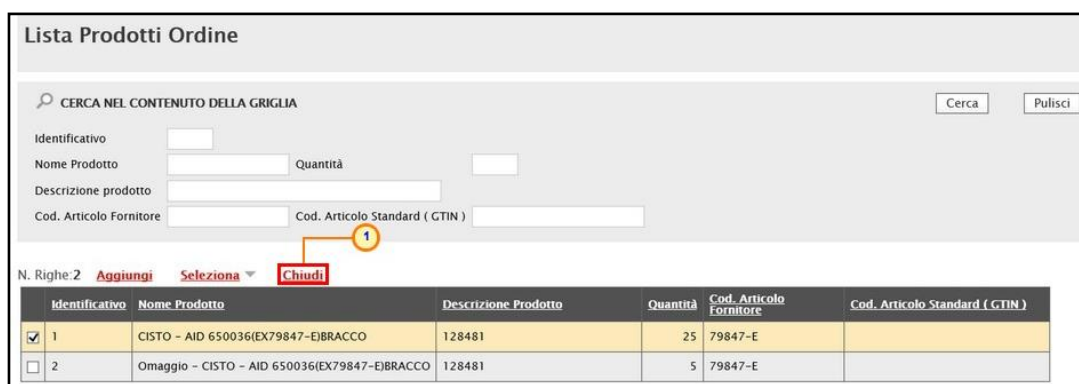 Lista Prodotti Ordine
CERCA NEL CONTENUTO DELLA GRIGLIA Cerca Pulisci
Identificativo
Nome Prodotto Quantità
Descrizione prodotto
Cod. Articolo Fornitore Cod. Articolo Standard ( GTIN )
1
N. Righe:2 Aggiungi Seleziona Chiudi
Identificativo Nome Prodotto Descrizione Prodotto Quantità Cod. Articolo Fornitore Cod. Articolo Standard ( GTIN )
1 CISTO - AID 650036(EX79847-E)BRACCO 128481 25 79847-E
2 Omaggio - CISTO - AID 650036(EX79847-E)BRACCO 128481 5 79847-E